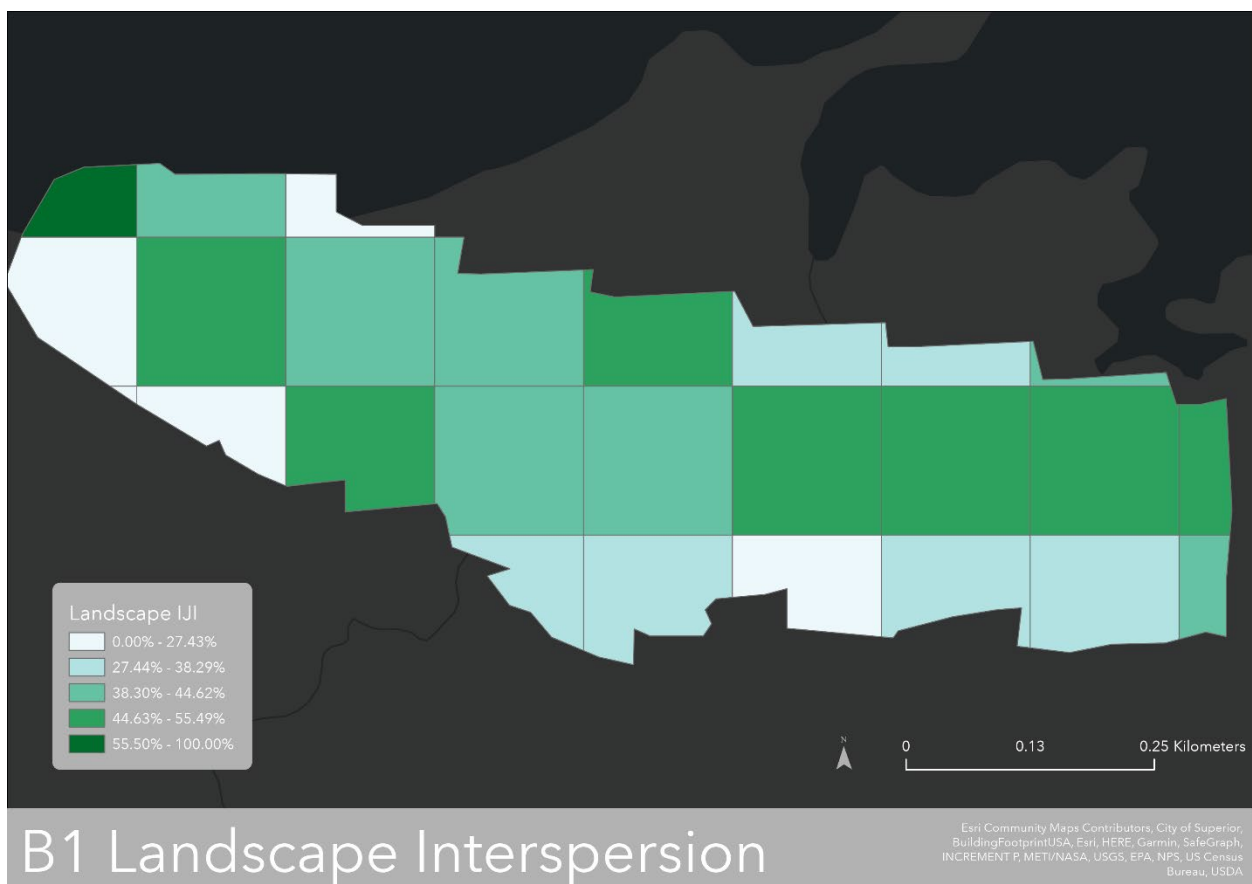 Landscape IJI
0.00% - 27.43%
27.44% - 38.29%
38.30% - 44.62%
44.63% - 55.49%
55.50% - 100.00%
N
0 0.13 0.25 Kilometers
B1 Landscape Interspersion
Esri Community Maps Contributors, City of Superior,
BuildingFootprintUSA, Esri, HERE, Garmin, SafeGraph,
INCREMENT P, METI/NASA, USGS, EPA, NPS, US Census
Bureau, USDA